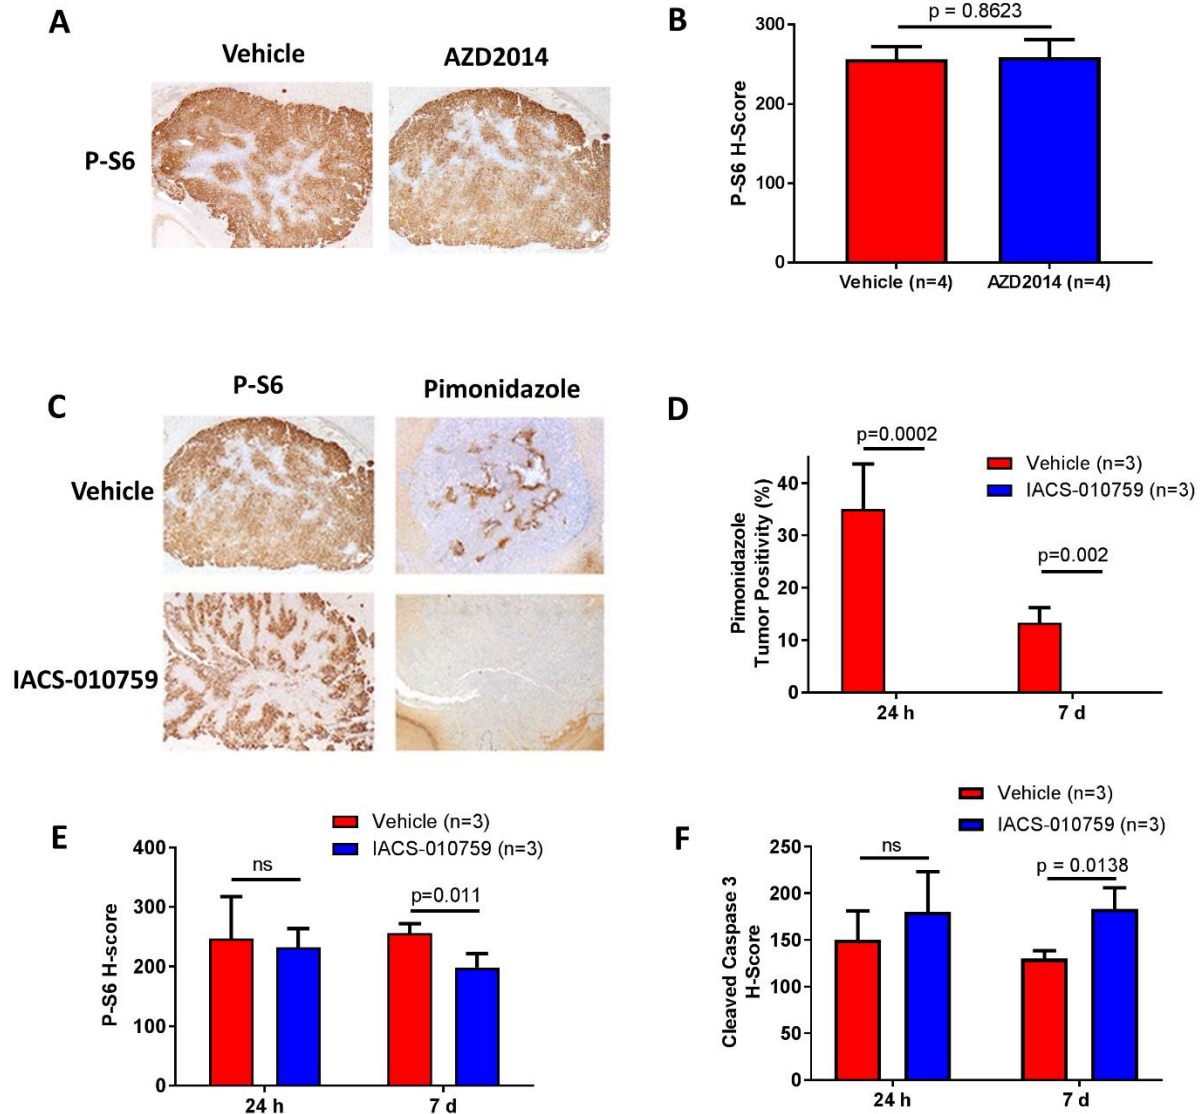 A
Vehicle
AZD2014
P-S6
B
p = 0.8623
300
200
100
0
P-S6 H-Score
Vehicle (n=4)
AZD2014 (n=4)
C
P-S6
Pimonidazole
Vehicle
IACS-010759
D
p=0.0002
p=0.002
Vehicle (n=3)
IACS-010759 (n=3)
Pimonidazole
Tumor Positivity (%)
40
30
20
10
0
24 h
7 d
E
Vehicle (n=3)
IACS-010759 (n=3)
ns
p=0.011
P-S6 H-score
400
300
200
100
0
24 h
7 d
F
Vehicle (n=3)
IACS-010759 (n=3)
ns
p = 0.0138
Cleaved Caspase 3
H-Score
250
200
150
100
50
0
24 h
7 d